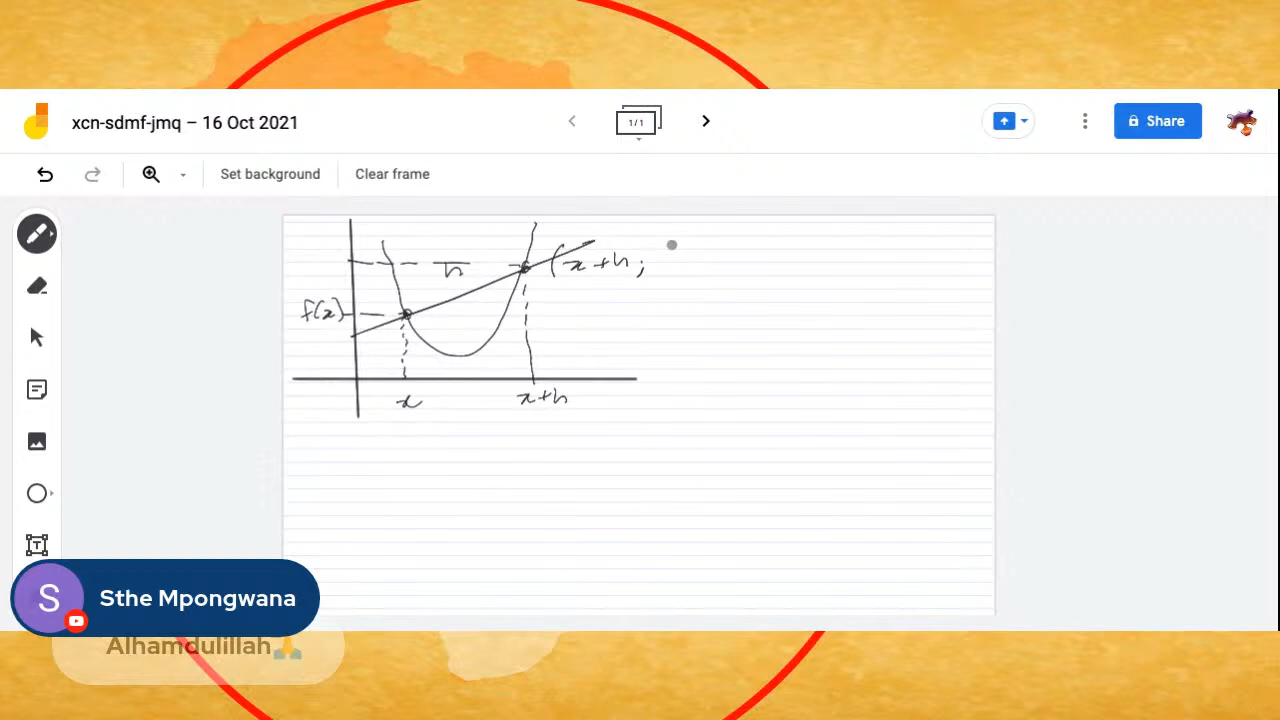 xcn-sdmf-jmq – 16 Oct 2021
1/1
Share
Set background
Clear frame
(x+h;
h
f(x)
x
x+h
T
S
Sthe Mpongwana
Alhamdulillah🙏